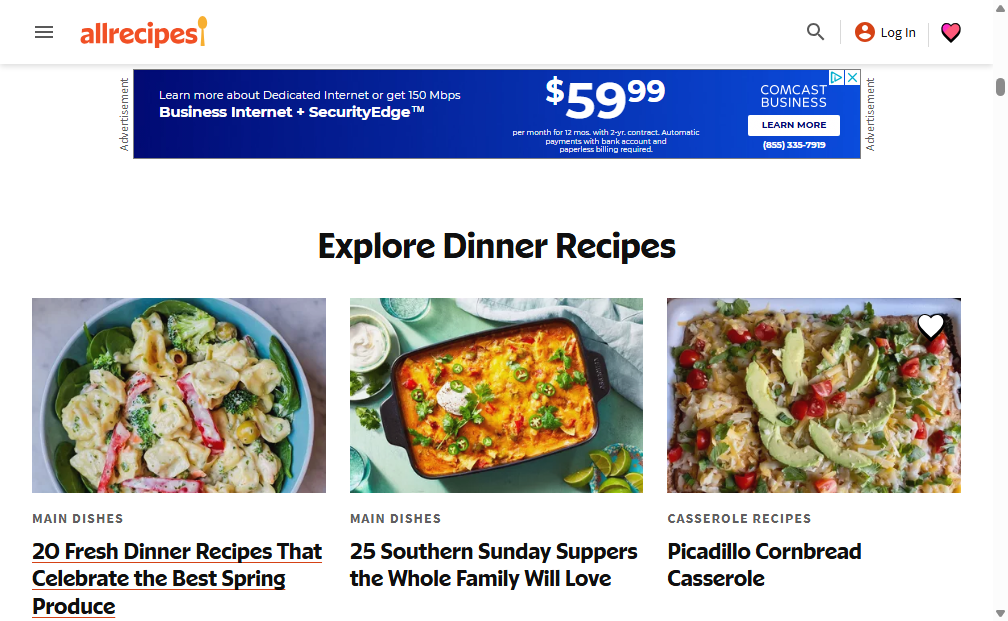 allrecipes
Log In
Advertisement
Learn more about Dedicated Internet or get 150 Mbps
Business Internet + SecurityEdge™
$59⁹⁹
per month for 12 mos. with 2-yr. contract. Automatic
payments with bank account and
paperless billing required.
COMCAST
BUSINESS
LEARN MORE
(855) 335-7919
Advertisement
Explore Dinner Recipes
MAIN DISHES
20 Fresh Dinner Recipes That
Celebrate the Best Spring
Produce
MAIN DISHES
25 Southern Sunday Suppers
the Whole Family Will Love
CASSEROLE RECIPES
Picadillo Cornbread
Casserole